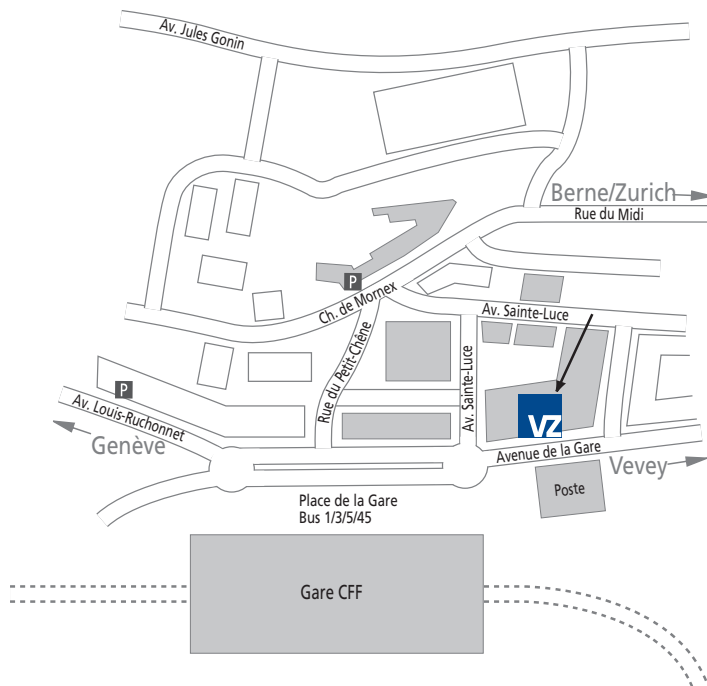 Av. Jules Gonin
Berne/Zurich
Rue du Midi
P
Ch. de Mornex
Av. Sainte-Luce
Rue du Petit-Chêne
Av. Sainte-Luce
P
Av. Louis-Ruchonnet
Genève
VZ
Avenue de la Gare
Vevey
Poste
Place de la Gare
Bus 1/3/5/45
Gare CFF